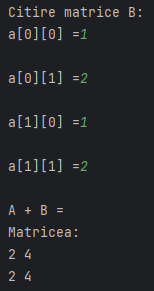 Citire matrice B:
a[0][0] =1
a[0][1] =2
a[1][0] =1
a[1][1] =2
A + B =
Matricea:
2 4
2 4